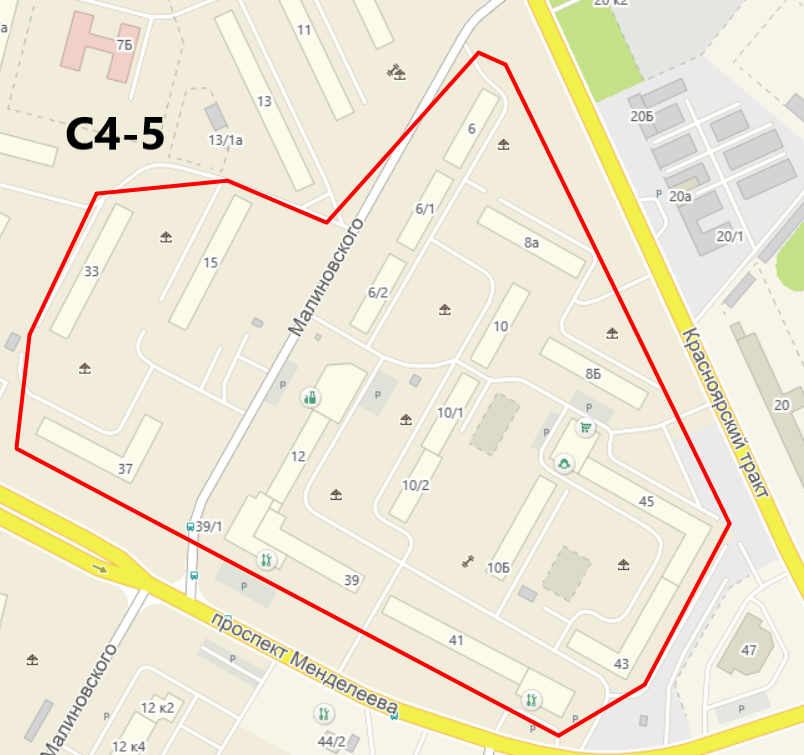 20 к2
11
7Б
13
13/1а
С4-5
6
20Б
20а
20/1
6/1
8а
15
33
Малиновского
6/2
10
8Б
Красноярский тракт
20
10/1
12
10/2
37
45
39/1
10Б
39
41
43
47
проспект Менделеева
Малиновского
12 к2
12 к4
44/2
P
P
P
P
P
P
P
P
P
P
P
P